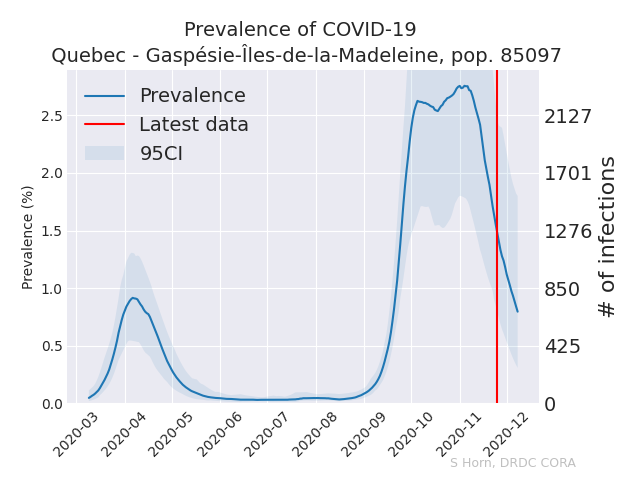 Prevalence of COVID-19
Quebec - Gaspésie-Îles-de-la-Madeleine, pop. 85097
Prevalence
Latest data
95CI
Prevalence (%)
2.5
2.0
1.5
1.0
0.5
0.0
2127
1701
1276
850
425
0
# of infections
2020-03
2020-04
2020-05
2020-06
2020-07
2020-08
2020-09
2020-10
2020-11
2020-12
S Horn, DRDC CORA